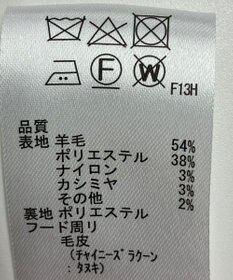 F
W
F13H
品質
表地 羊毛 54%
ポリエステル 38%
ナイロン 3%
カシミヤ 3%
その他 2%
裏地 ポリエステル
フード周り
毛皮
(チャイニーズラクーン
:タヌキ)